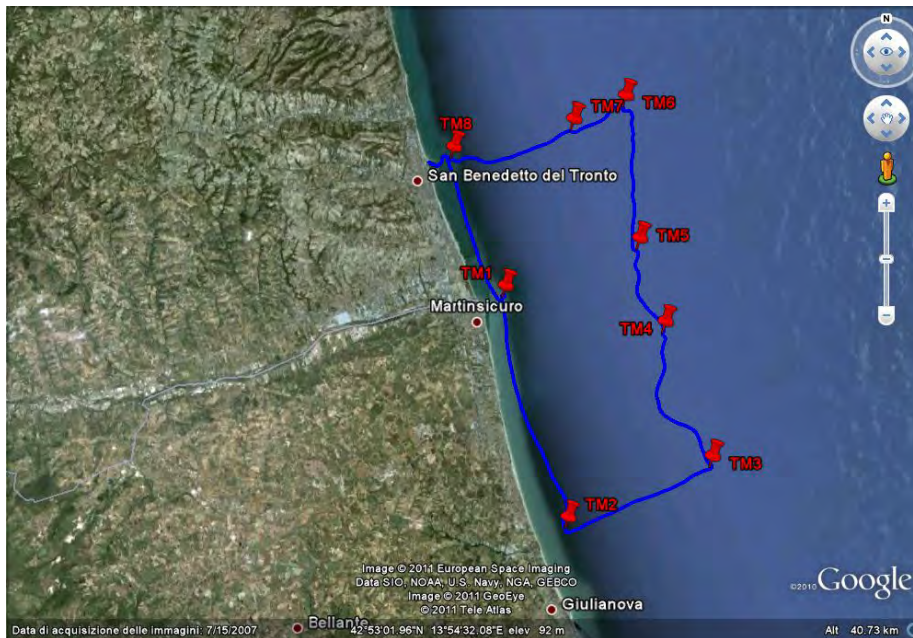 N
TM6
TM7
TM8
San Benedetto del Tronto
TM5
TM1
Martinsicuro
TM4
TM3
TM2
Image © 2011 European Space Imaging
Data SIO, NOAA, U.S. Navy, NGA, GEBCO
Image © 2011 GeoEye
© 2011 Tele Atlas
©2010 Google
Giulianova
Bellante
Data di acquisizione delle immagini: 7/15/2007 42°53'01.96"N 13°54'32.08"E elev 92 m Alt 40.73 km